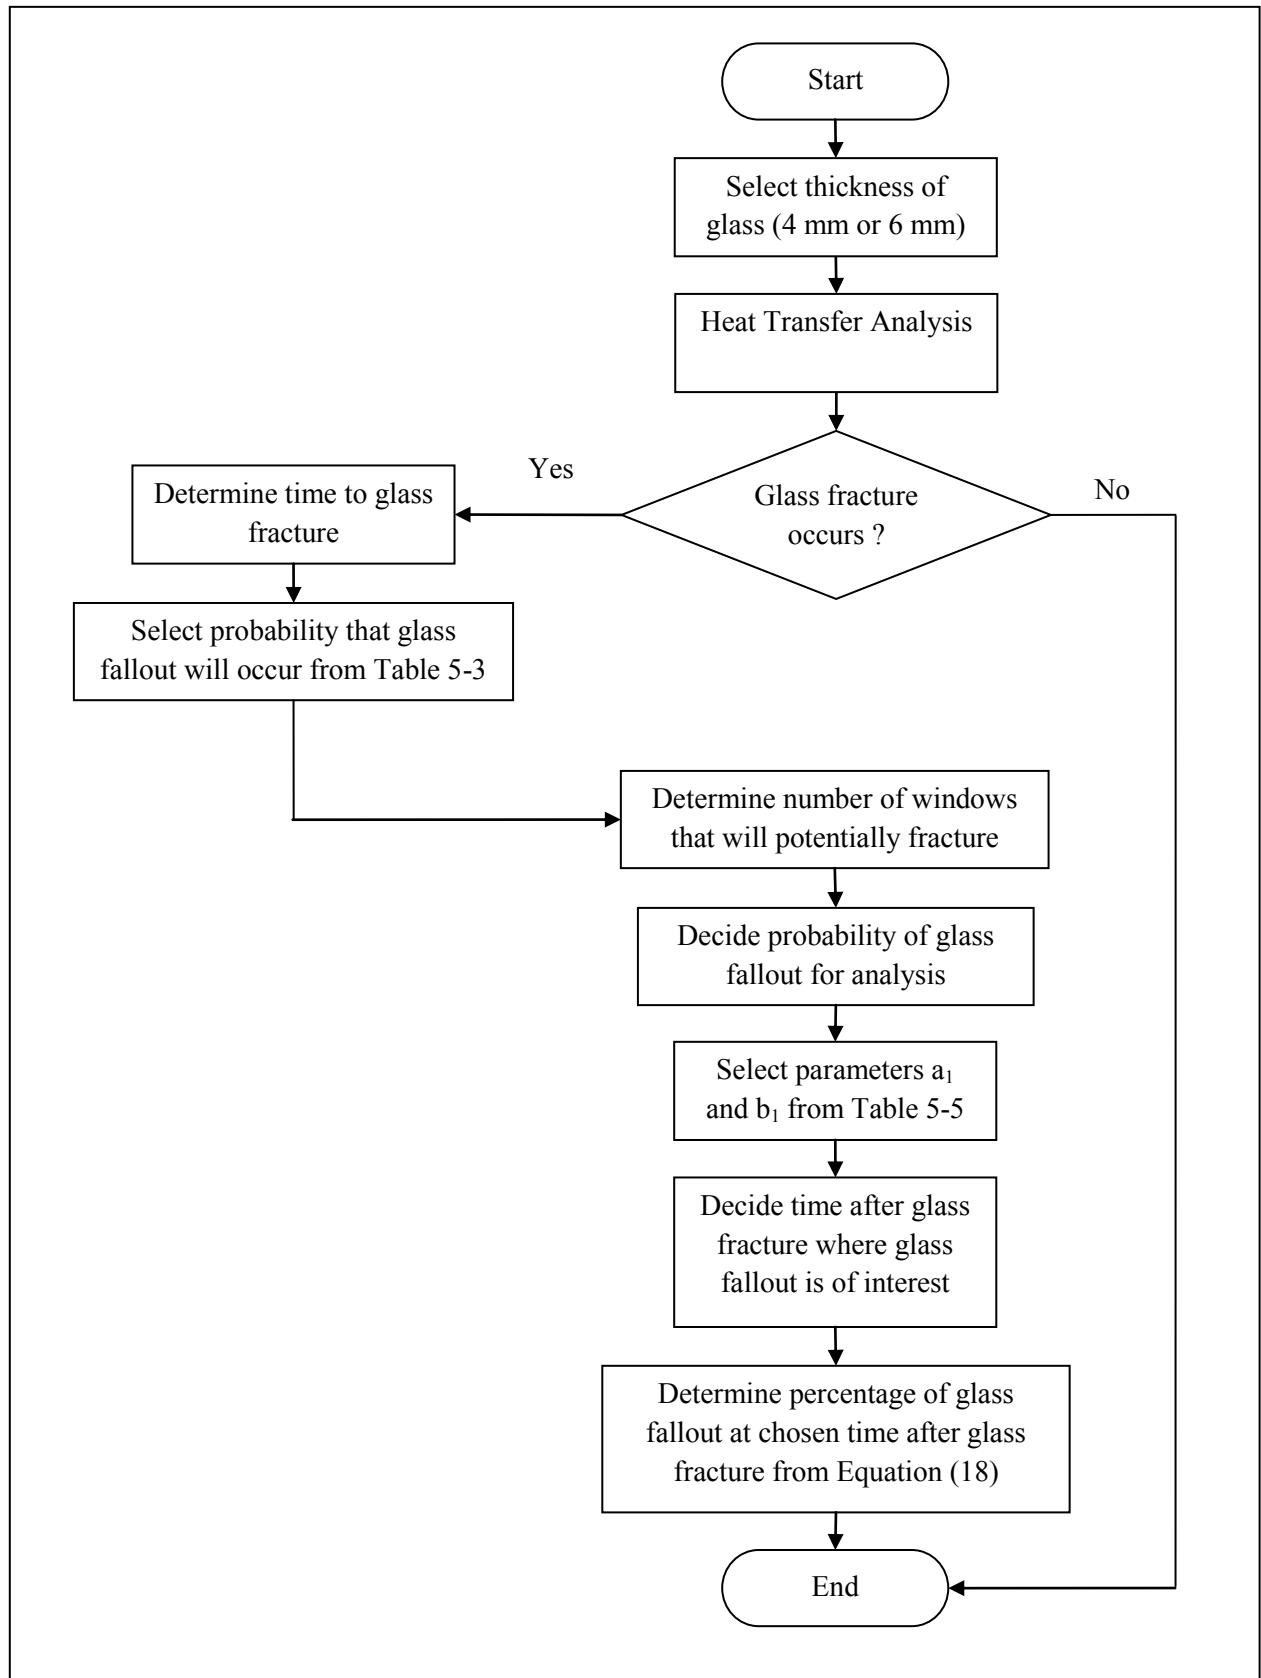 Start
Select thickness of
glass (4 mm or 6 mm)
Heat Transfer Analysis
Glass fracture
occurs ?
Yes
No
Determine time to glass
fracture
Select probability that glass
fallout will occur from Table 5-3
Determine number of windows
that will potentially fracture
Decide probability of glass
fallout for analysis
Select parameters a₁
and b₁ from Table 5-5
Decide time after glass
fracture where glass
fallout is of interest
Determine percentage of glass
fallout at chosen time after glass
fracture from Equation (18)
End